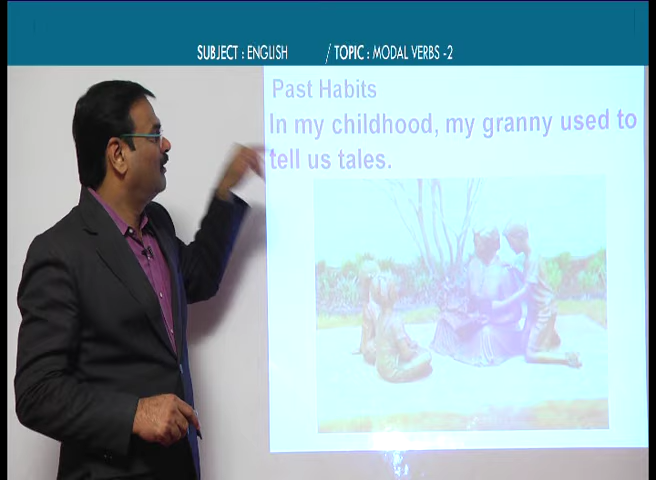 SUBJECT : ENGLISH / TOPIC : MODAL VERBS -2
Past Habits
In my childhood, my granny used to
tell us tales.